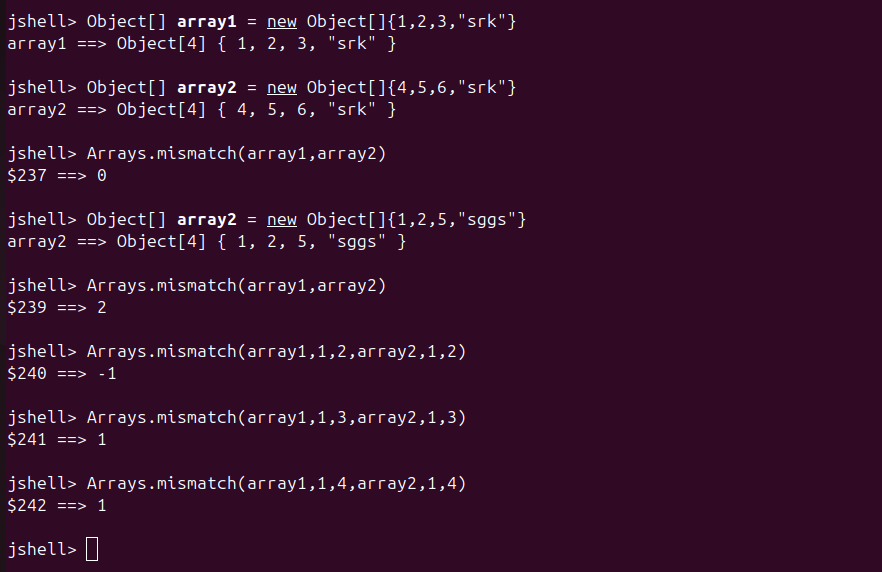 jshell> Object[] array1 = new Object[]{1,2,3,"srk"}
array1 ==> Object[4] { 1, 2, 3, "srk" }
jshell> Object[] array2 = new Object[]{4,5,6,"srk"}
array2 ==> Object[4] { 4, 5, 6, "srk" }
jshell> Arrays.mismatch(array1,array2)
$237 ==> 0
jshell> Object[] array2 = new Object[]{1,2,5,"sggs"}
array2 ==> Object[4] { 1, 2, 5, "sggs" }
jshell> Arrays.mismatch(array1,array2)
$239 ==> 2
jshell> Arrays.mismatch(array1,1,2,array2,1,2)
$240 ==> -1
jshell> Arrays.mismatch(array1,1,3,array2,1,3)
$241 ==> 1
jshell> Arrays.mismatch(array1,1,4,array2,1,4)
$242 ==> 1
jshell>